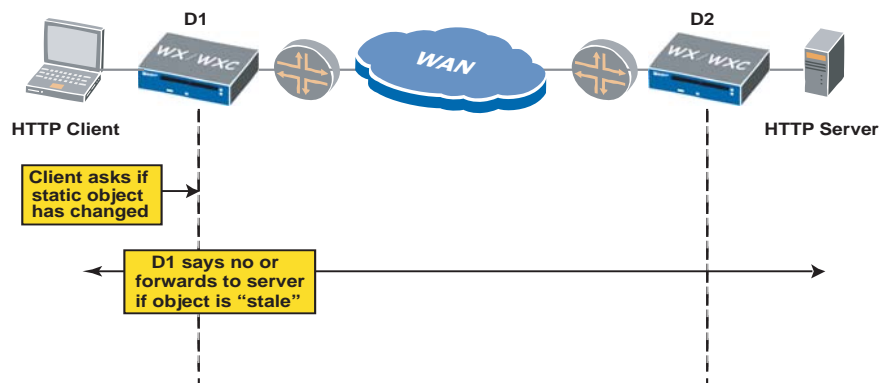 D1
D2
WX/WXC
WAN
WX/WXC
HTTP Client
HTTP Server
Client asks if
static object
has changed
D1 says no or
forwards to server
if object is “stale”